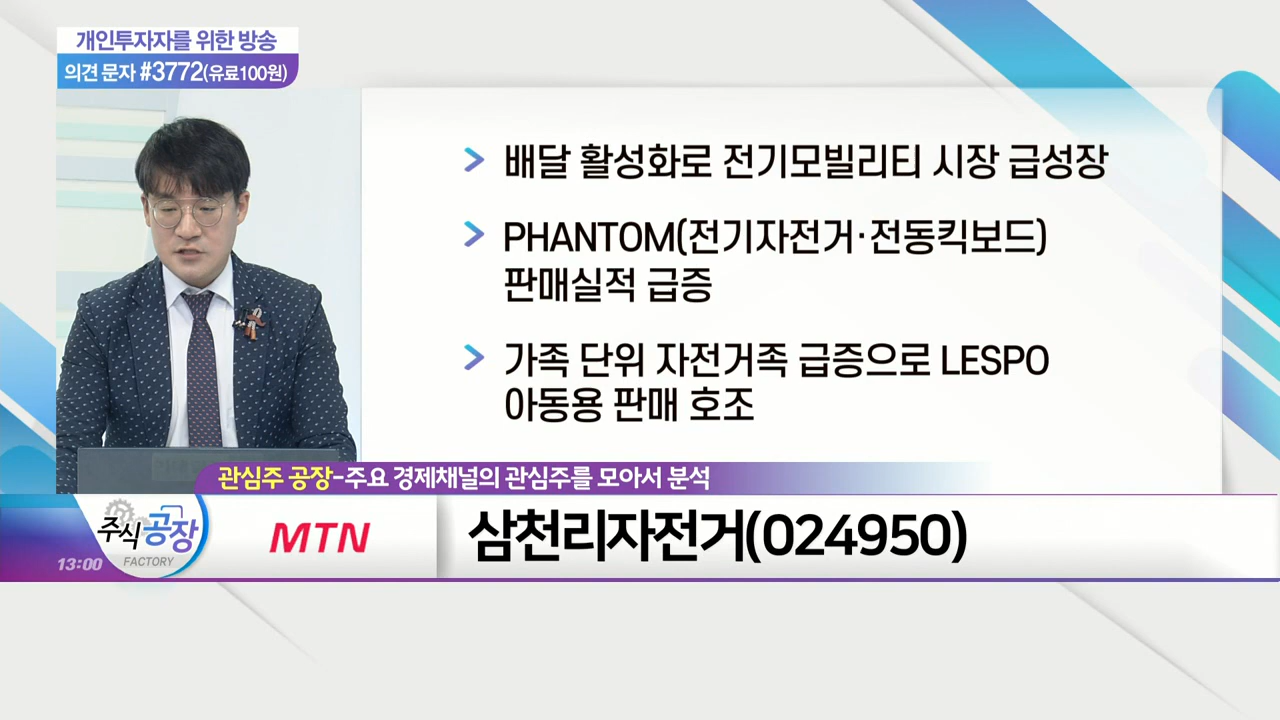 개인투자자를 위한 방송
의견 문자 #3772(유료100원)
> 배달 활성화로 전기모빌리티 시장 급성장
> PHANTOM(전기자전거·전동킥보드)
판매실적 급증
> 가족 단위 자전거족 급증으로 LESPO
아동용 판매 호조
관심주 공장-주요 경제채널의 관심주를 모아서 분석
주식공장
FACTORY
13:00
MTN
삼천리자전거(024950)